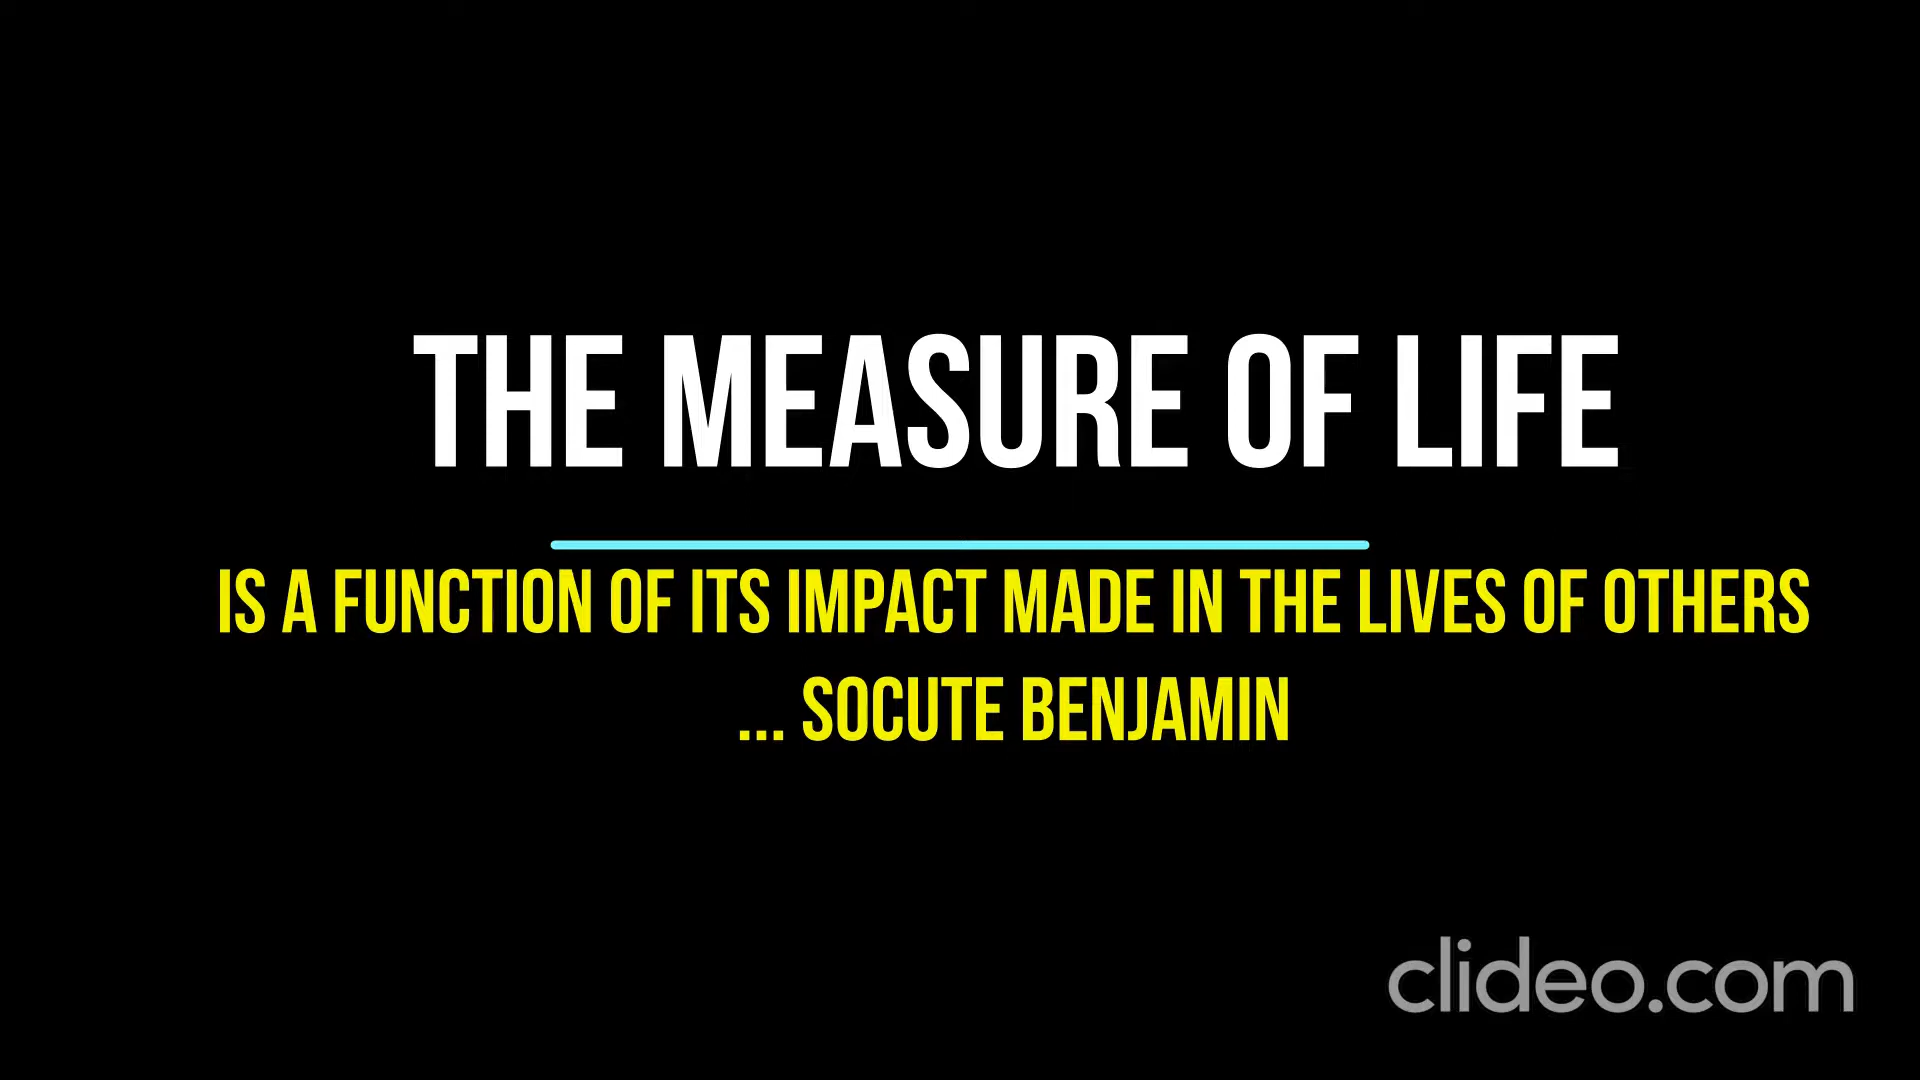 THE MEASURE OF LIFE
IS A FUNCTION OF ITS IMPACT MADE IN THE LIVES OF OTHERS
... SOCUTE BENJAMIN
clideo.com